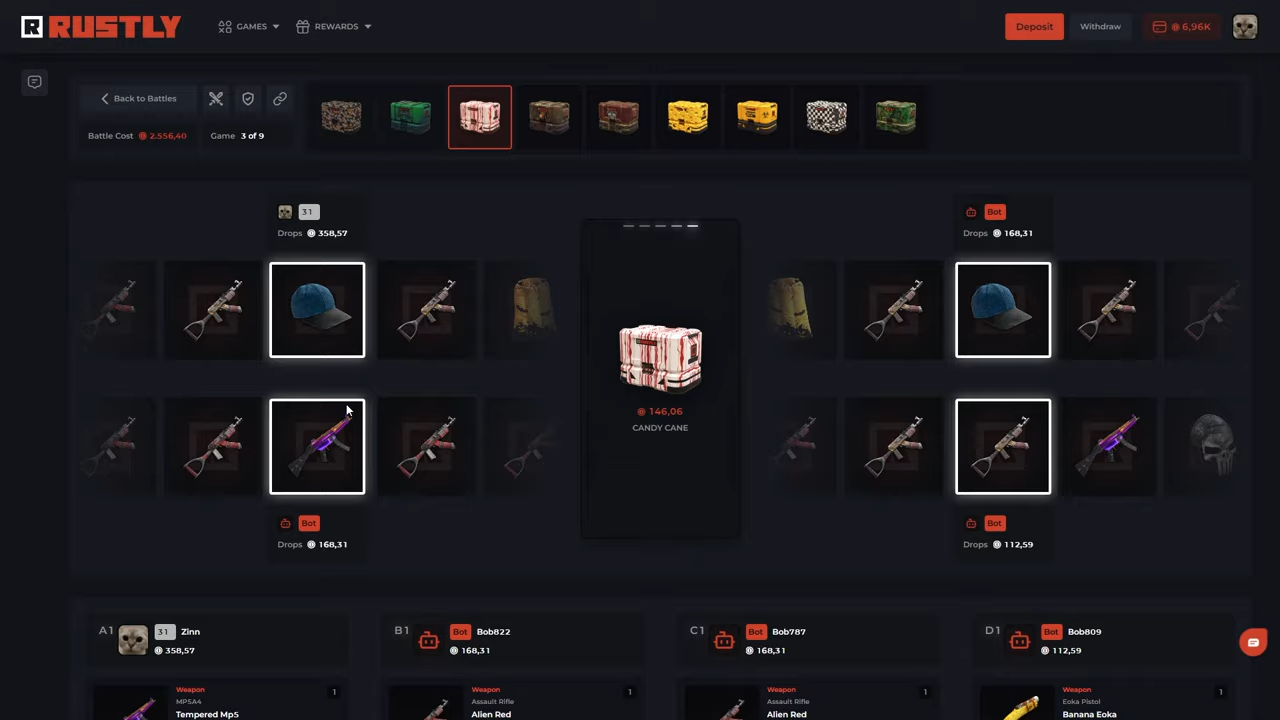 R RUSTLY
GAMES
REWARDS
Deposit
Withdraw
6,96K
Back to Battles
Battle Cost 2.556,40
Game 3 of 9
31
Drops 358,57
Bot
Drops 168,31
146,06
CANDY CANE
Bot
Drops 168,31
Bot
Drops 112,59
A1 31 Zinn
358,57
B1 Bot Bob822
168,31
C1 Bot Bob787
168,31
D1 Bot Bob809
112,59
Weapon 1
MP5A4
Tempered Mp5
Weapon 1
Assault Rifle
Alien Red
Weapon 1
Assault Rifle
Alien Red
Weapon 1
Eoka Pistol
Banana Eoka